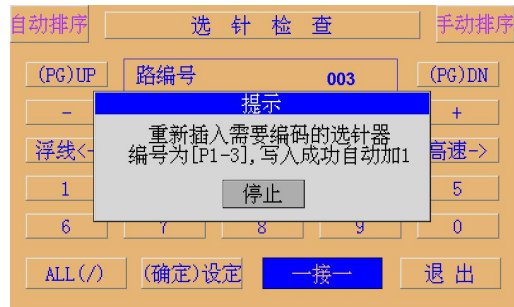 自动排序 选针检查 手动排序
(PG)UP 路编号 003 (PG)DN
- 提示 +
重新插入需要编码的选针器
浮线<- 编号为[P1-3],写入成功自动加1 高速->
1 停止 5
6 7 8 9 0
ALL(/) (确定)设定 一接一 退出